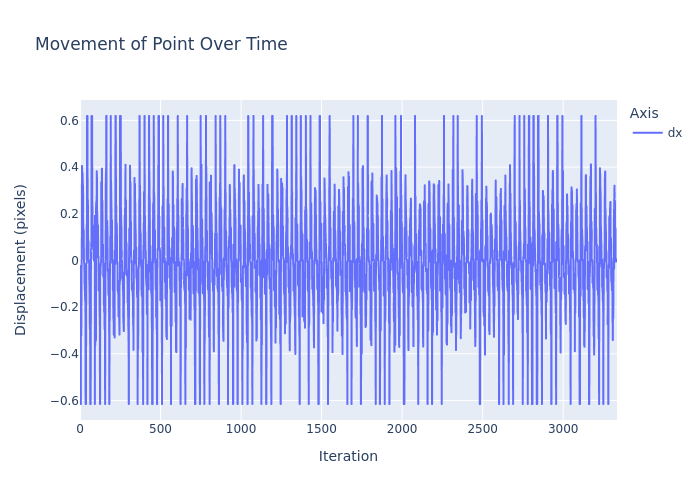 Movement of Point Over Time
Axis
dx
0.6
0.4
0.2
0
−0.2
−0.4
−0.6
Displacement (pixels)
0 500 1000 1500 2000 2500 3000
Iteration